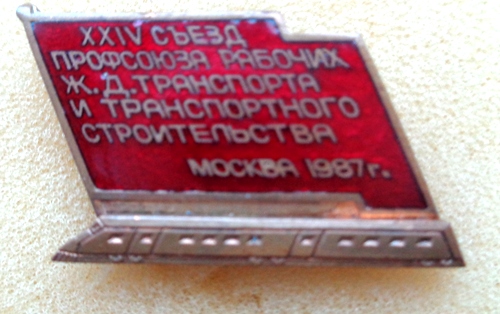 XXIV СЪЕЗД
ПРОФСОЮЗА РАБОЧИХ
Ж.Д.ТРАНСПОРТА
И ТРАНСПОРТНОГО
СТРОИТЕЛЬСТВА
МОСКВА 1987г.